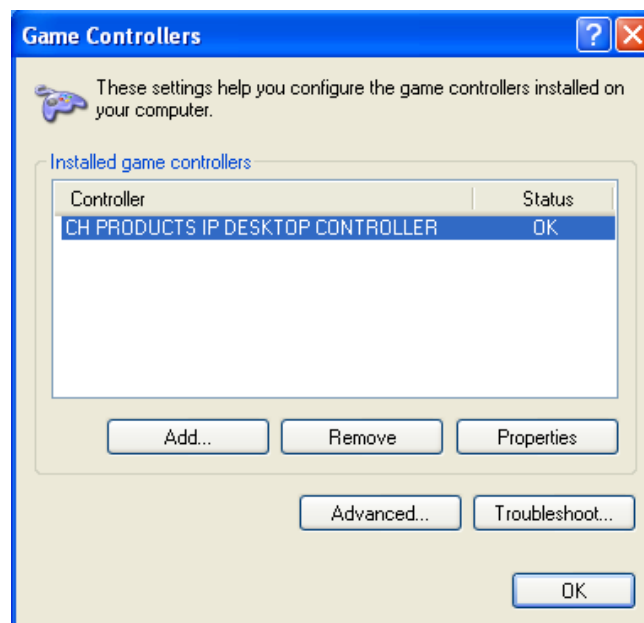 Game Controllers
These settings help you configure the game controllers installed on
your computer.
Installed game controllers
Controller Status
CH PRODUCTS IP DESKTOP CONTROLLER OK
Add... Remove Properties
Advanced... Troubleshoot...
OK